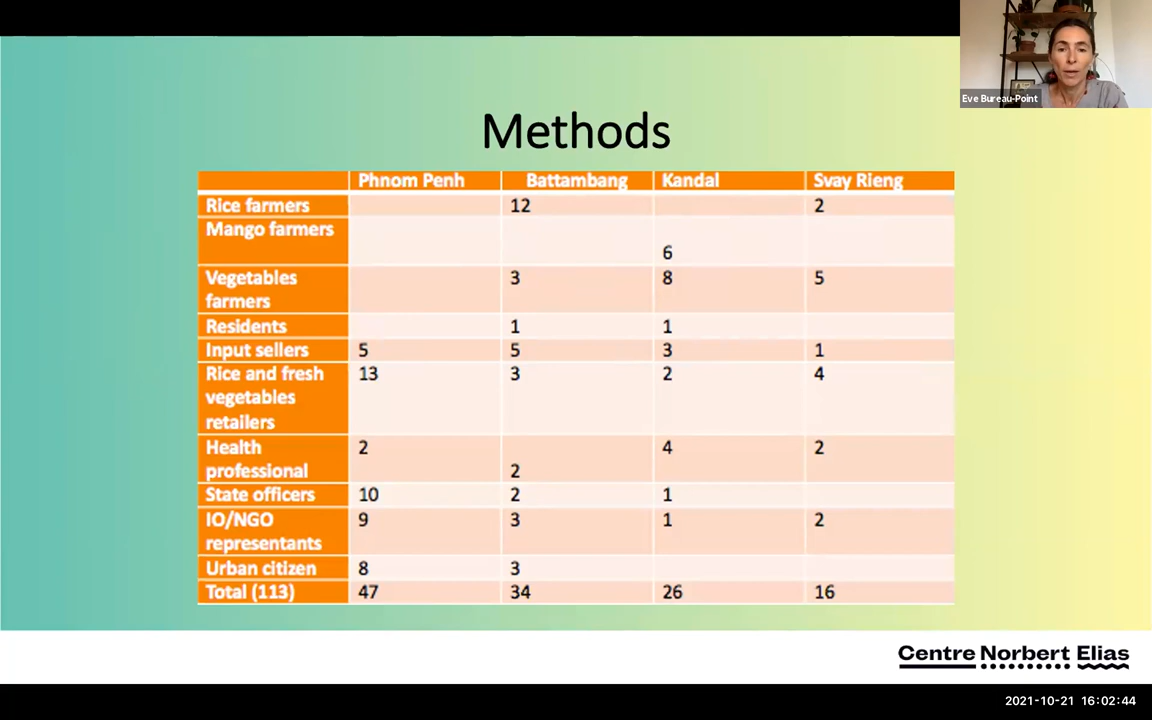 Eve Bureau-Point
Methods
Phnom Penh Battambang Kandal Svay Rieng
Rice farmers 12 2
Mango farmers
6
Vegetables 3 8 5
farmers
Residents 1 1
Input sellers 5 5 3 1
Rice and fresh 13 3 2 4
vegetables
retailers
Health 2 4 2
professional 2
State officers 10 2 1
IO/NGO 9 3 1 2
representants
Urban citizen 8 3
Total (113) 47 34 26 16
Centre Norbert Elias
2021-10-21 16:02:44